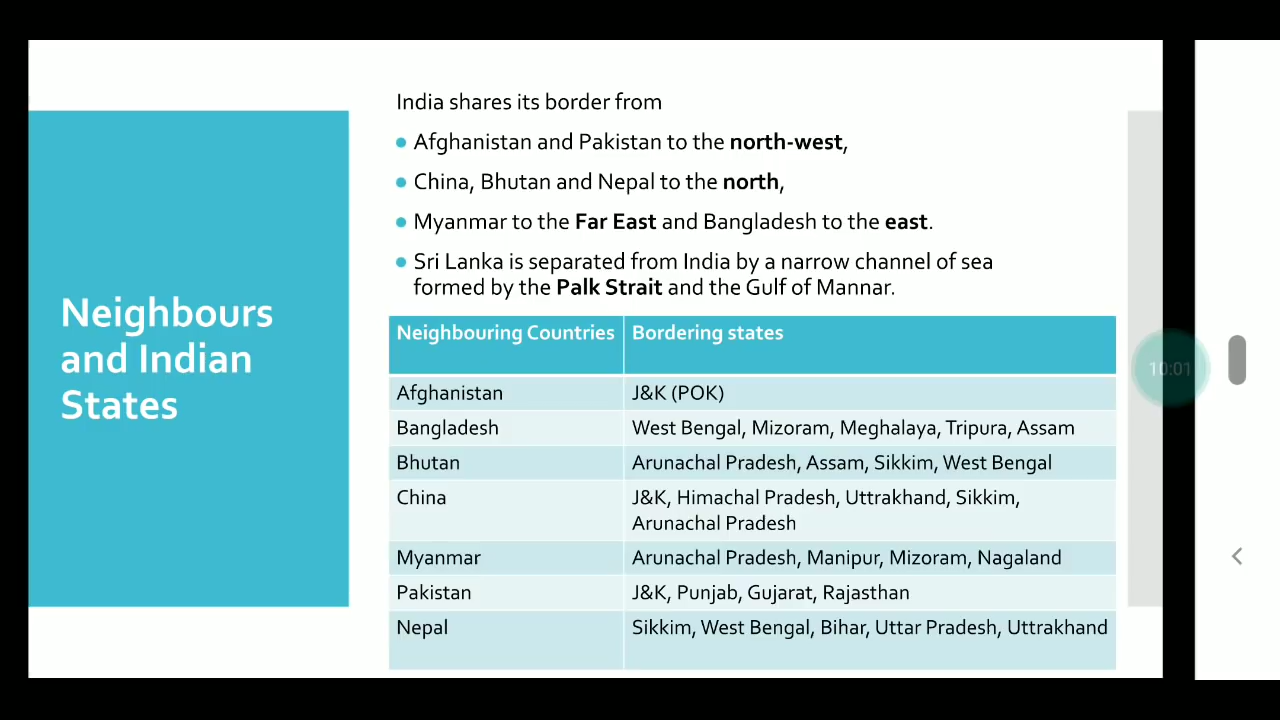 Neighbours
and Indian
States
India shares its border from
• Afghanistan and Pakistan to the north-west,
• China, Bhutan and Nepal to the north,
• Myanmar to the Far East and Bangladesh to the east.
• Sri Lanka is separated from India by a narrow channel of sea
formed by the Palk Strait and the Gulf of Mannar.
Neighbouring Countries Bordering states
Afghanistan J&K (POK)
Bangladesh West Bengal, Mizoram, Meghalaya, Tripura, Assam
Bhutan Arunachal Pradesh, Assam, Sikkim, West Bengal
China J&K, Himachal Pradesh, Uttrakhand, Sikkim,
Arunachal Pradesh
Myanmar Arunachal Pradesh, Manipur, Mizoram, Nagaland
Pakistan J&K, Punjab, Gujarat, Rajasthan
Nepal Sikkim, West Bengal, Bihar, Uttar Pradesh, Uttrakhand
10:01